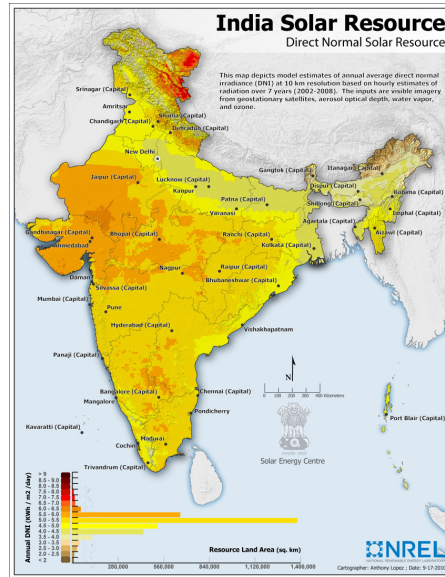 India Solar Resource
Direct Normal Solar Resource
This map depicts model estimates of annual average direct normal
irradiance (DNI) at 10 km resolution based on hourly estimates of
radiation over 7 years (2002-2008). The inputs are visible imagery
from geostationary satellites, aerosol optical depth, water vapor,
and ozone.
Srinagar (Capital)
Amritsar
Shimla (Capital)
Chandigarh (Capital)
Dehradun (Capital)
New Delhi
Gangtok (Capital)
Itanagar (Capital)
Jaipur (Capital)
Lucknow (Capital)
Kanpur
Dispur (Capital)
Patna (Capital)
Shillong (Capital)
Kohima (Capital)
Varanasi
Imphal (Capital)
Agartala (Capital)
Gandhinagar (Capital)
Bhopal (Capital)
Ranchi (Capital)
Aizawl (Capital)
Ahmedabad
Kolkata (Capital)
Nagpur
Raipur (Capital)
Daman
Bhubaneshwar (Capital)
Silvassa (Capital)
Mumbai (Capital)
Pune
Hyderabad (Capital)
Vishakhapatnam
Panaji (Capital)
N
0 50 100 200 300 400 Kilometers
Bangalore (Capital)
Chennai (Capital)
Mangalore
Pondicherry
Port Blair (Capital)
Kavaratti (Capital)
Solar Energy Centre
Cochin
Madurai
Trivandrum (Capital)
Annual DNI (KWh / m2 /day)
> 9
8.5 - 9.0
8.0 - 8.5
7.5 - 8.0
7.0 - 7.5
6.5 - 7.0
6.0 - 6.5
5.5 - 6.0
5.0 - 5.5
4.5 - 5.0
4.0 - 4.5
3.5 - 4.0
3.0 - 3.5
2.5 - 3.0
2.0 - 2.5
< 2
Resource Land Area (sq. km)
280,000 560,000 840,000 1,120,000 1,400,000
NREL
NATIONAL RENEWABLE ENERGY LABORATORY
Cartographer: Anthony Lopez ; Date: 9-17-2010